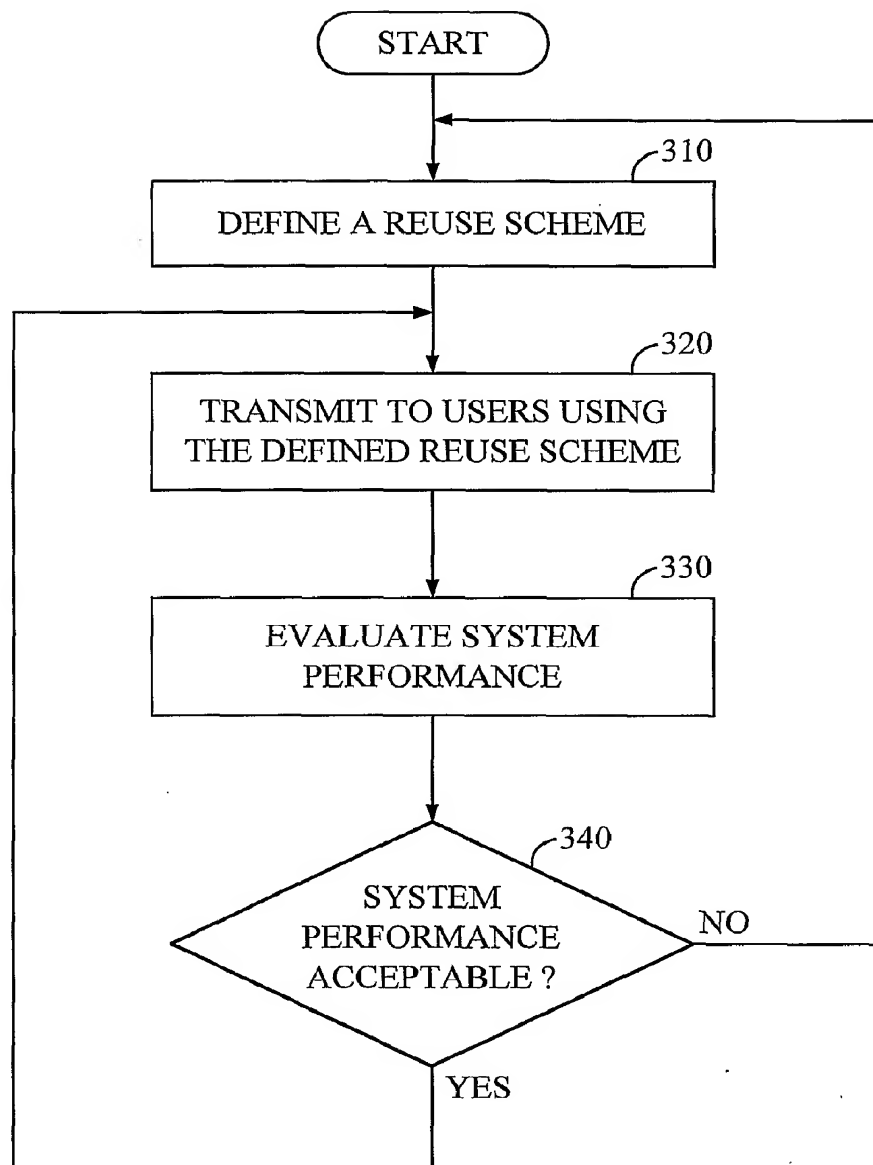 START
310
DEFINE A REUSE SCHEME
320
TRANSMIT TO USERS USING
THE DEFINED REUSE SCHEME
330
EVALUATE SYSTEM
PERFORMANCE
340
SYSTEM
PERFORMANCE
ACCEPTABLE ?
NO
YES